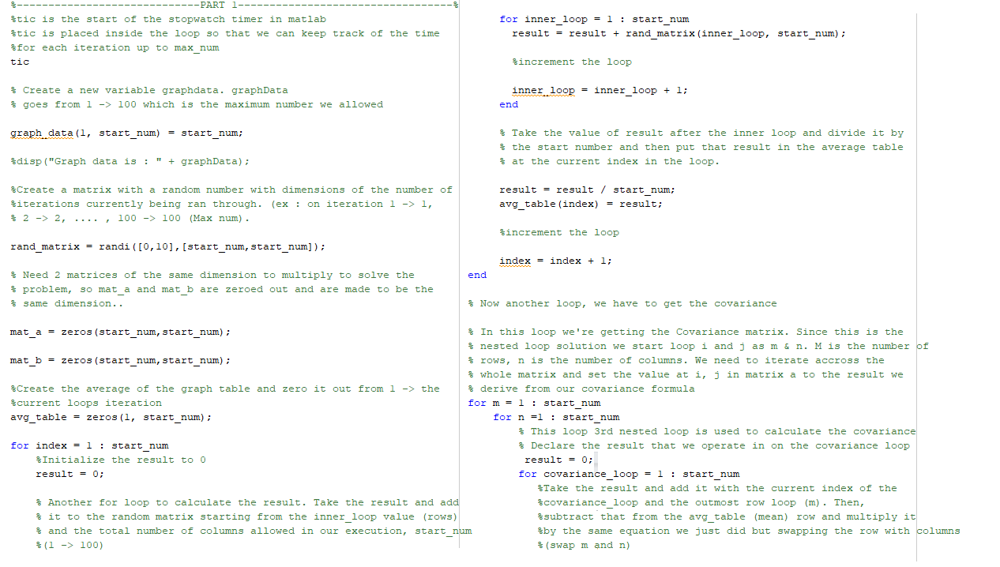 %-----------------------------PART 1----------------------------------%
%tic is the start of the stopwatch timer in matlab
%tic is placed inside the loop so that we can keep track of the time
%for each iteration up to max_num
tic
% Create a new variable graphdata. graphData
% goes from 1 -> 100 which is the maximum number we allowed
graph_data(1, start_num) = start_num;
%disp("Graph data is : " + graphData);
%Create a matrix with a random number with dimensions of the number of
%iterations currently being ran through. (ex : on iteration 1 -> 1,
% 2 -> 2, .... , 100 -> 100 (Max num).
rand_matrix = randi([0,10],[start_num,start_num]);
% Need 2 matrices of the same dimension to multiply to solve the
% problem, so mat_a and mat_b are zeroed out and are made to be the
% same dimension..
mat_a = zeros(start_num,start_num);
mat_b = zeros(start_num,start_num);
%Create the average of the graph table and zero it out from 1 -> the
%current loops iteration
avg_table = zeros(1, start_num);
for index = 1 : start_num
%Initialize the result to 0
result = 0;
% Another for loop to calculate the result. Take the result and add
% it to the random matrix starting from the inner_loop value (rows)
% and the total number of columns allowed in our execution, start_num
%(1 -> 100)
for inner_loop = 1 : start_num
result = result + rand_matrix(inner_loop, start_num);
%increment the loop
inner_loop = inner_loop + 1;
end
% Take the value of result after the inner loop and divide it by
% the start number and then put that result in the average table
% at the current index in the loop.
result = result / start_num;
avg_table(index) = result;
%increment the loop
index = index + 1;
end
% Now another loop, we have to get the covariance
% In this loop we're getting the Covariance matrix. Since this is the
% nested loop solution we start loop i and j as m & n. M is the number of
% rows, n is the number of columns. We need to iterate accross the
% whole matrix and set the value at i, j in matrix a to the result we
% derive from our covariance formula
for m = 1 : start_num
for n =1 : start_num
% This loop 3rd nested loop is used to calculate the covariance
% Declare the result that we operate in on the covariance loop
result = 0;
for covariance_loop = 1 : start_num
%Take the result and add it with the current index of the
%covariance_loop and the outmost row loop (m). Then,
%subtract that from the avg_table (mean) row and multiply it
%by the same equation we just did but swapping the row with columns
%(swap m and n)